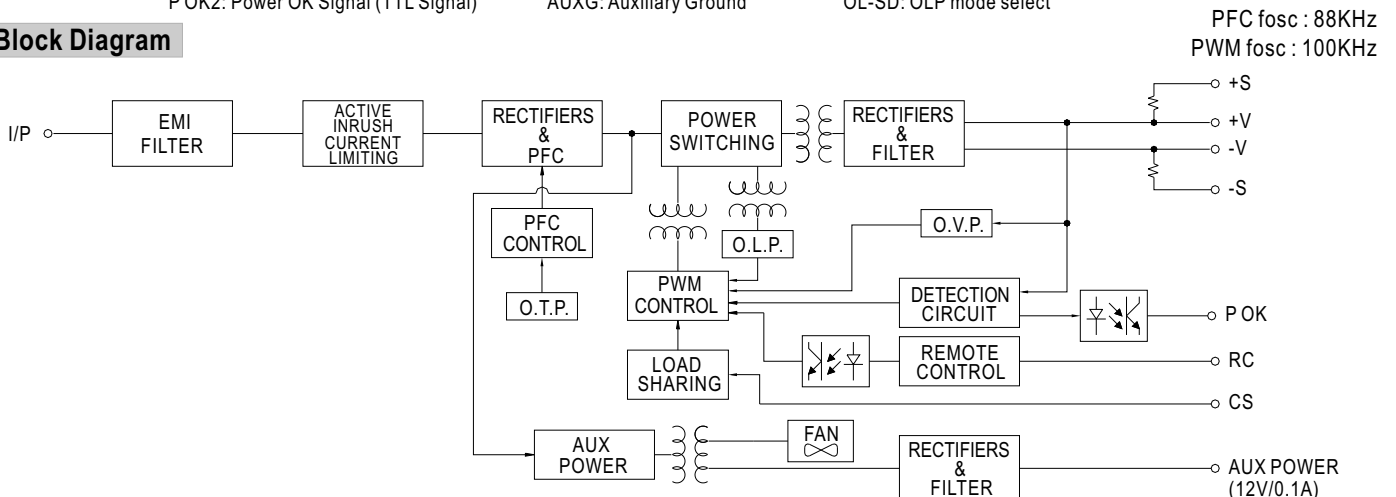 P OK2: Power OK Signal (TTL Signal) AUXG: Auxiliary Ground OL-SD: OLP mode select
PFC fosc : 88KHz
Block Diagram
PWM fosc : 100KHz
I/P
EMI
FILTER
ACTIVE
INRUSH
CURRENT
LIMITING
RECTIFIERS
&
PFC
POWER
SWITCHING
RECTIFIERS
&
FILTER
+S
+V
-V
-S
PFC
CONTROL
O.L.P.
O.V.P.
O.T.P.
PWM
CONTROL
DETECTION
CIRCUIT
P OK
LOAD
SHARING
REMOTE
CONTROL
RC
CS
AUX
POWER
FAN
RECTIFIERS
&
FILTER
AUX POWER
(12V/0.1A)